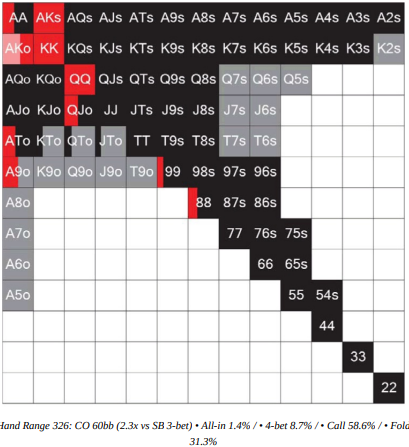 AA AKs AQs AJs ATs A9s A8s A7s A6s A5s A4s A3s A2s
AKo KK KQs KJs KTs K9s K8s K7s K6s K5s K4s K3s K2s
AQo KQo QQ QJs QTs Q9s Q8s Q7s Q6s Q5s
AJo KJo QJo JJ JTs J9s J8s J7s J6s
ATo KTo QTo JTo TT T9s T8s T7s T6s
A9o K9o Q9o J9o T9o 99 98s 97s 96s
A8o 88 87s 86s
A7o 77 76s 75s
A6o 66 65s
A5o 55 54s
44
33
22
Hand Range 326: CO 60bb (2.3x vs SB 3-bet) • All-in 1.4% / • 4-bet 8.7% / • Call 58.6% / • Fold
31.3%